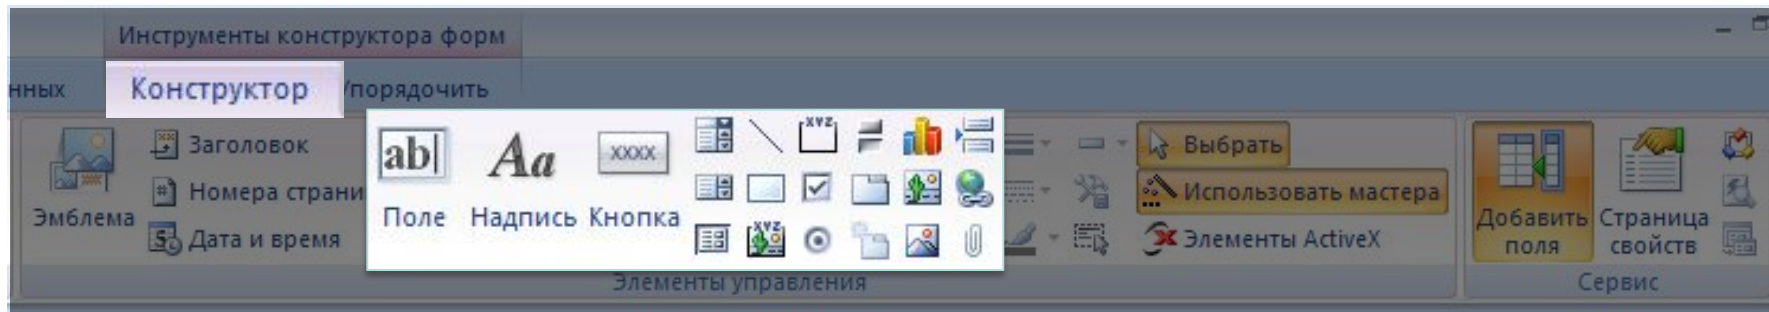 Инструменты конструктора форм
нных Конструктор порядочить
ab Aa XXXX XYZ
Заголовок
Номера страни
Дата и время
Эмблема
Поле Надпись Кнопка
XYZ
Выбрать
Использовать мастера
Элементы ActiveX
Добавить поля
Страница свойств
Элементы управления
Сервис